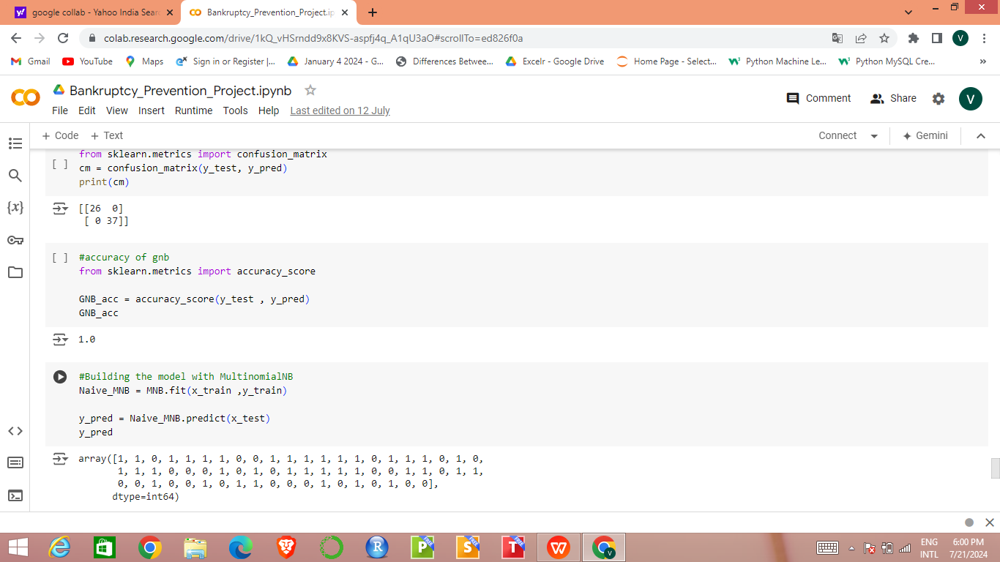 google collab - Yahoo India Sear
Bankruptcy_Prevention_Project.ip
colab.research.google.com/drive/1kQ_vHSrndd9x8KVS-aspfj4q_A1qU3aO#scrollTo=ed826f0a
V
Gmail
YouTube
Maps
Sign in or Register |...
January 4 2024 - G...
Differences Betwee...
Excelr - Google Drive
Home Page - Select...
Python Machine Le...
Python MySQL Cre...
»
Bankruptcy_Prevention_Project.ipynb
Comment
Share
V
File Edit View Insert Runtime Tools Help Last edited on 12 July
+ Code + Text
Connect
Gemini
from sklearn.metrics import confusion_matrix
[ ] cm = confusion_matrix(y_test, y_pred)
print(cm)
[[26  0]
 [ 0 37]]
[ ] #accuracy of gnb
from sklearn.metrics import accuracy_score
GNB_acc = accuracy_score(y_test , y_pred)
GNB_acc
1.0
#Building the model with MultinomialNB
Naive_MNB = MNB.fit(x_train ,y_train)
y_pred = Naive_MNB.predict(x_test)
y_pred
array([1, 1, 0, 1, 1, 1, 1, 0, 0, 1, 1, 1, 1, 1, 1, 0, 1, 1, 1, 0, 1, 0,
1, 1, 1, 0, 0, 0, 1, 0, 1, 0, 1, 1, 1, 1, 1, 0, 0, 1, 1, 0, 1, 1,
0, 0, 1, 0, 0, 1, 0, 1, 1, 0, 0, 0, 1, 0, 1, 0, 1, 0, 0],
dtype=int64)
{x}
<>
R
P
FREE
S
FREE
T
FREE
W
V
ENG
INTL
6:00 PM
7/21/2024